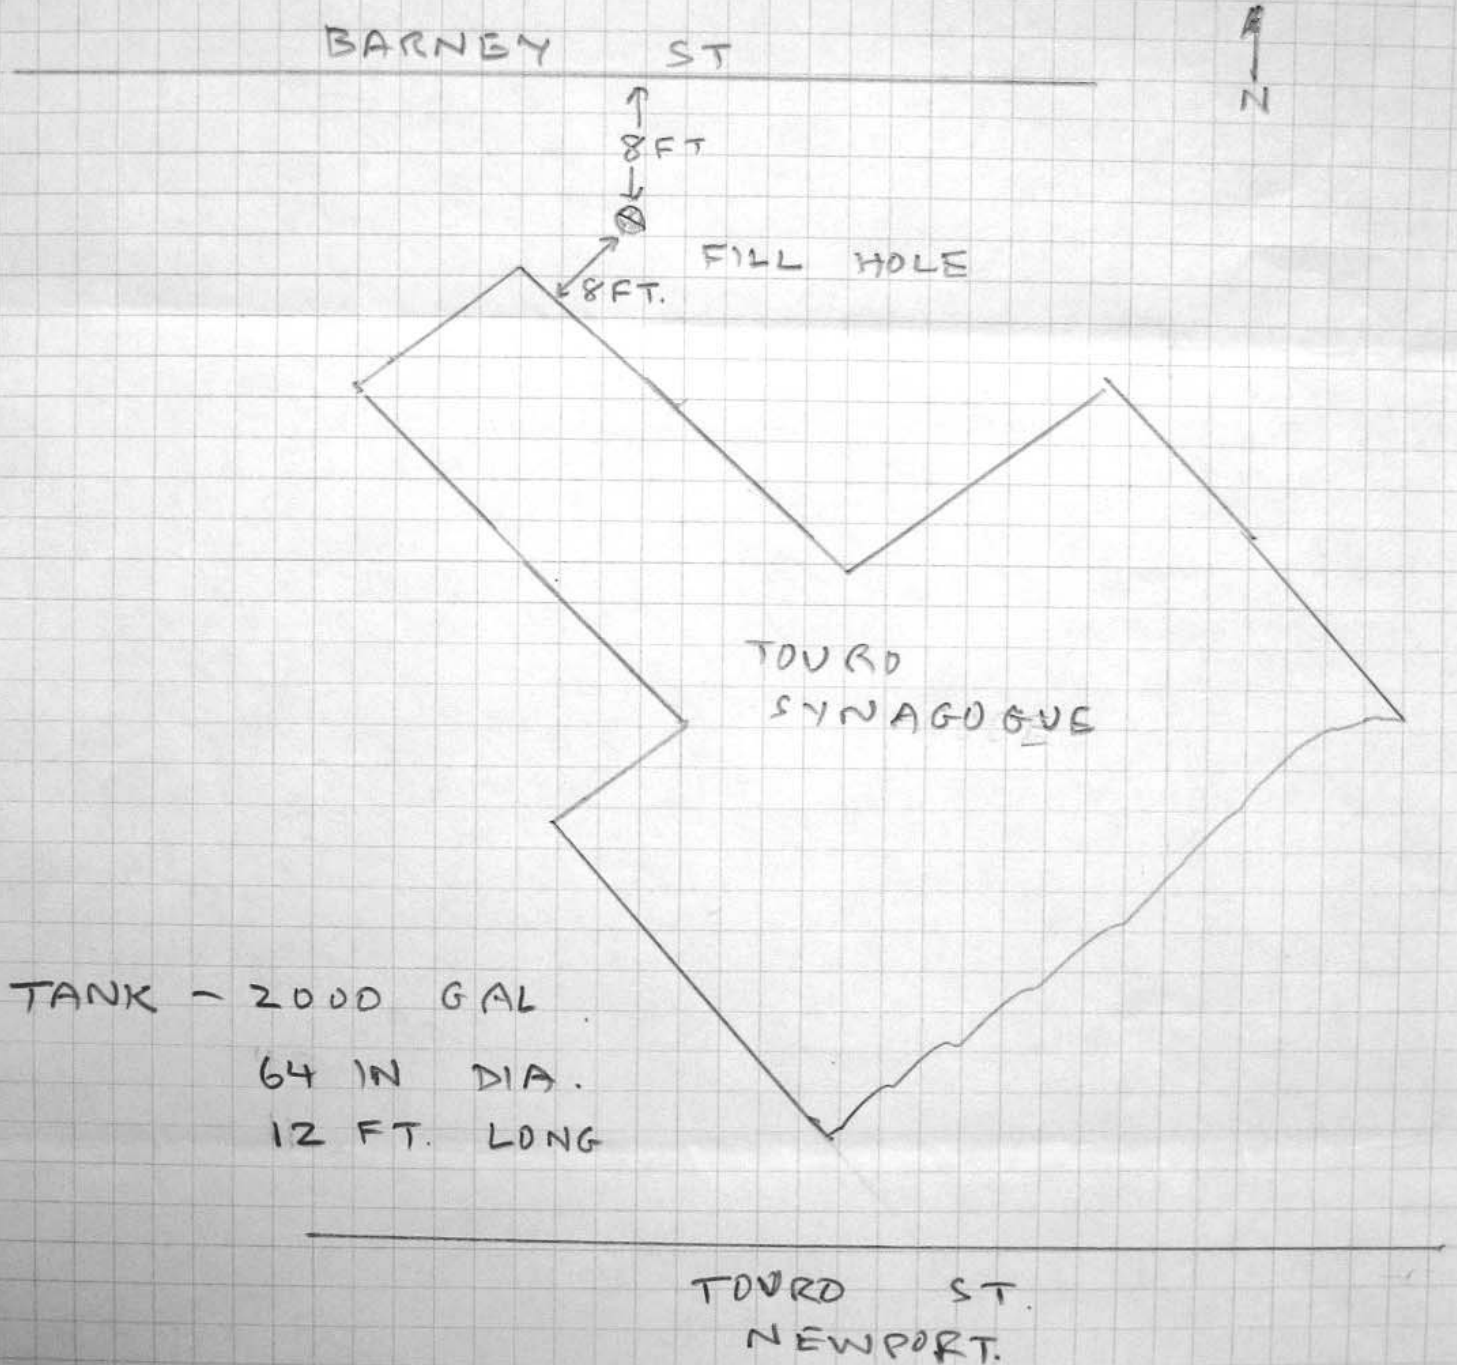 BARNEY ST
N
8FT
FILL HOLE
8FT.
TOURO
SYNAGOGUE
TANK - 2000 GAL
64 IN DIA.
12 FT. LONG
TOURO ST.
NEWPORT.